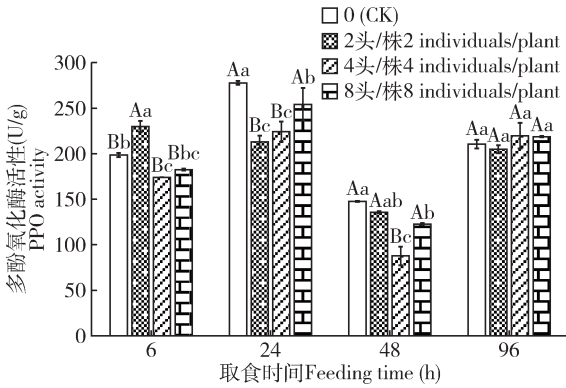 0 (CK)
2头/株2 individuals/plant
4头/株4 individuals/plant
8头/株8 individuals/plant
多酚氧化酶活性(U/g)
PPO activity
300
250
200
150
100
50
0
Bb
Aa
Bc
Bbc
Aa
Bc
Bc
Ab
Aa
Aab
Bc
Ab
Aa
Aa
Aa
Aa
6
24
48
96
取食时间Feeding time (h)